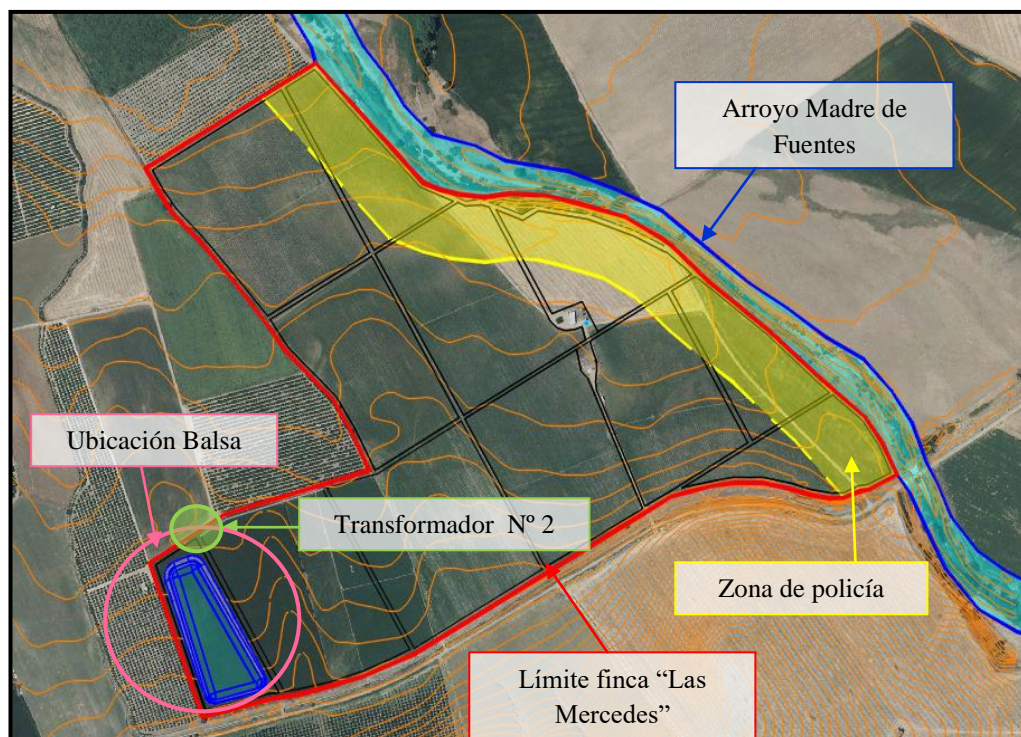 Arroyo Madre de
Fuentes
Ubicación Balsa
Transformador Nº 2
Zona de policía
Límite finca “Las
Mercedes”